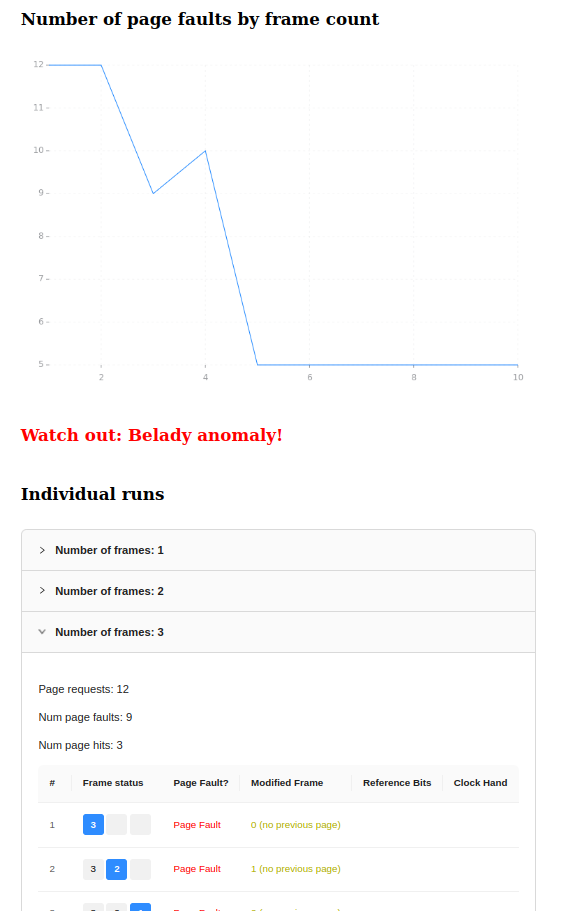 Number of page faults by frame count
12
11
10
9
8
7
6
5
2 4 6 8 10
Watch out: Belady anomaly!
Individual runs
Number of frames: 1
Number of frames: 2
Number of frames: 3
Page requests: 12
Num page faults: 9
Num page hits: 3
# Frame status Page Fault? Modified Frame Reference Bits Clock Hand
1 3 Page Fault 0 (no previous page)
2 3 2 Page Fault 1 (no previous page)